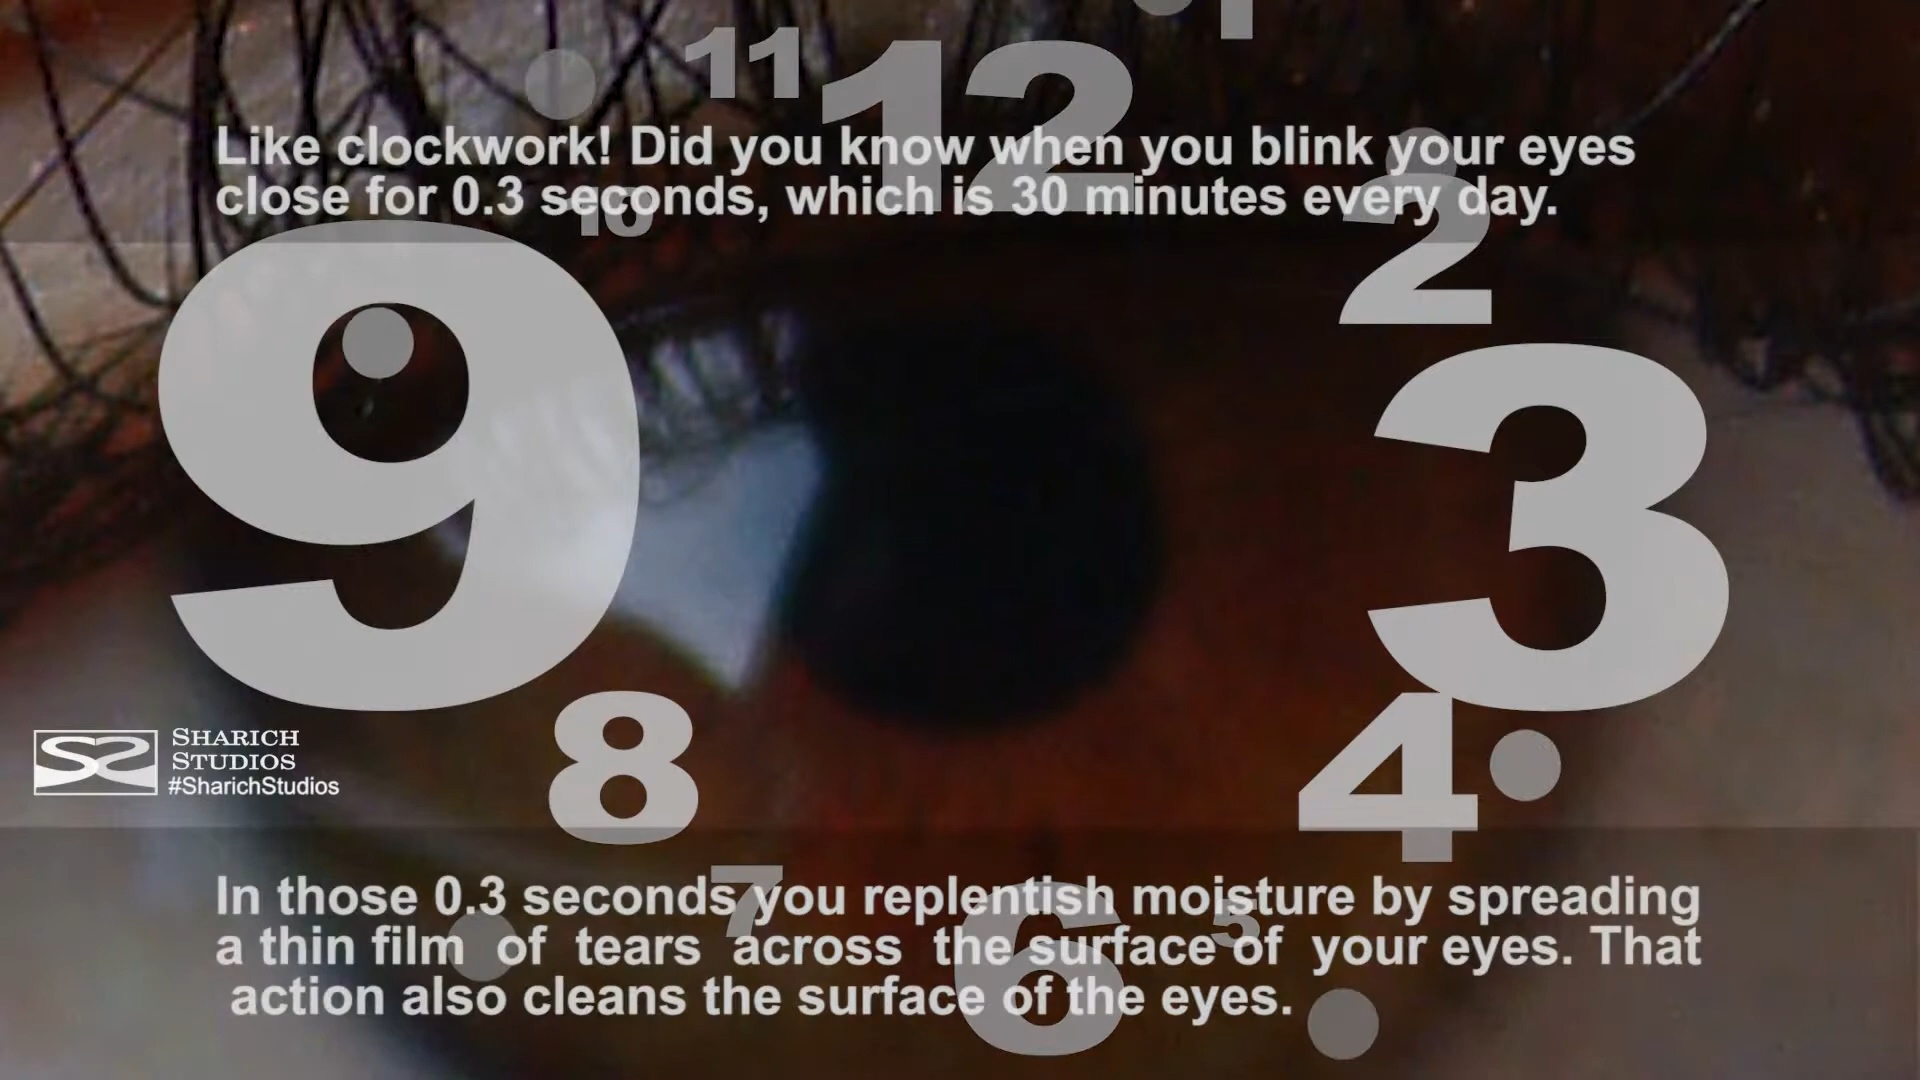 11
12
Like clockwork! Did you know when you blink your eyes
close for 0.3 seconds, which is 30 minutes every day.
10
2
9
3
Sharich
Studios
#SharichStudios
8
4
7
In those 0.3 seconds you replentish moisture by spreading
a thin film of tears across the surface of your eyes. That
action also cleans the surface of the eyes.
5
6